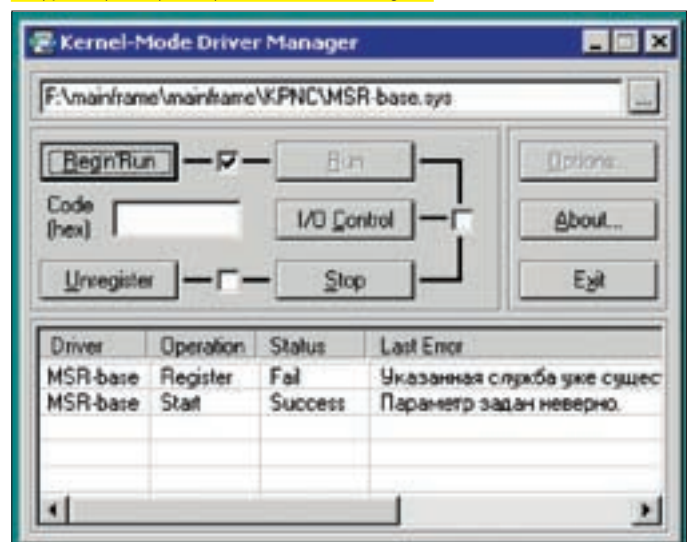 Kernel-Mode Driver Manager
F:\mainframe\mainframe\KPNC\MSR-base.sys
...
Begin'Run
Run
Options...
Code
(hex)
I/O Control
About...
Unregister
Stop
Exit
Driver Operation Status Last Error
MSR-base Register Fail Указанная служба уже сущес
MSR-base Start Success Параметр задан неверно.